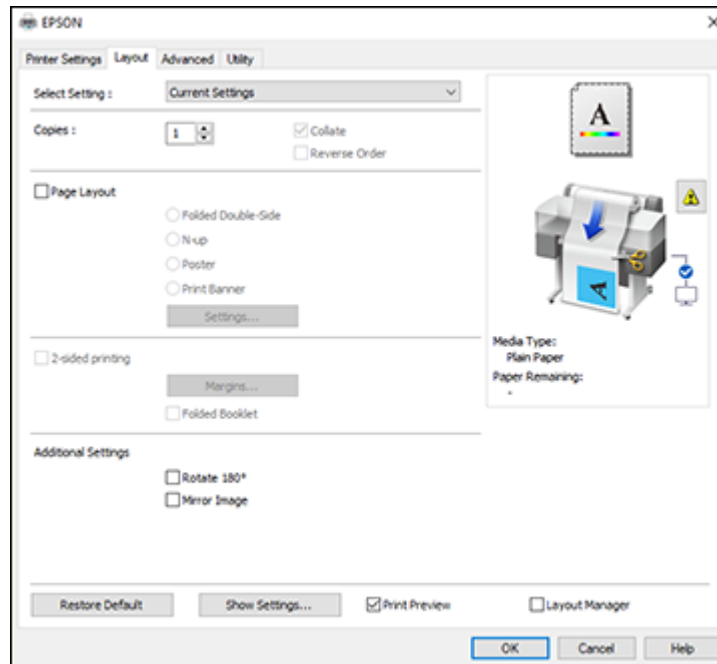 EPSON
Printer Settings Layout Advanced Utility
Select Setting : Current Settings
Copies : 1 Collate
Reverse Order
Page Layout
Folded Double-Side
N-up
Poster
Print Banner
Settings...
2-sided printing
Margins...
Folded Booklet
Additional Settings
Rotate 180°
Mirror Image
A
A
Media Type:
Plain Paper
Paper Remaining:
-
Restore Default Show Settings... Print Preview Layout Manager
OK Cancel Help